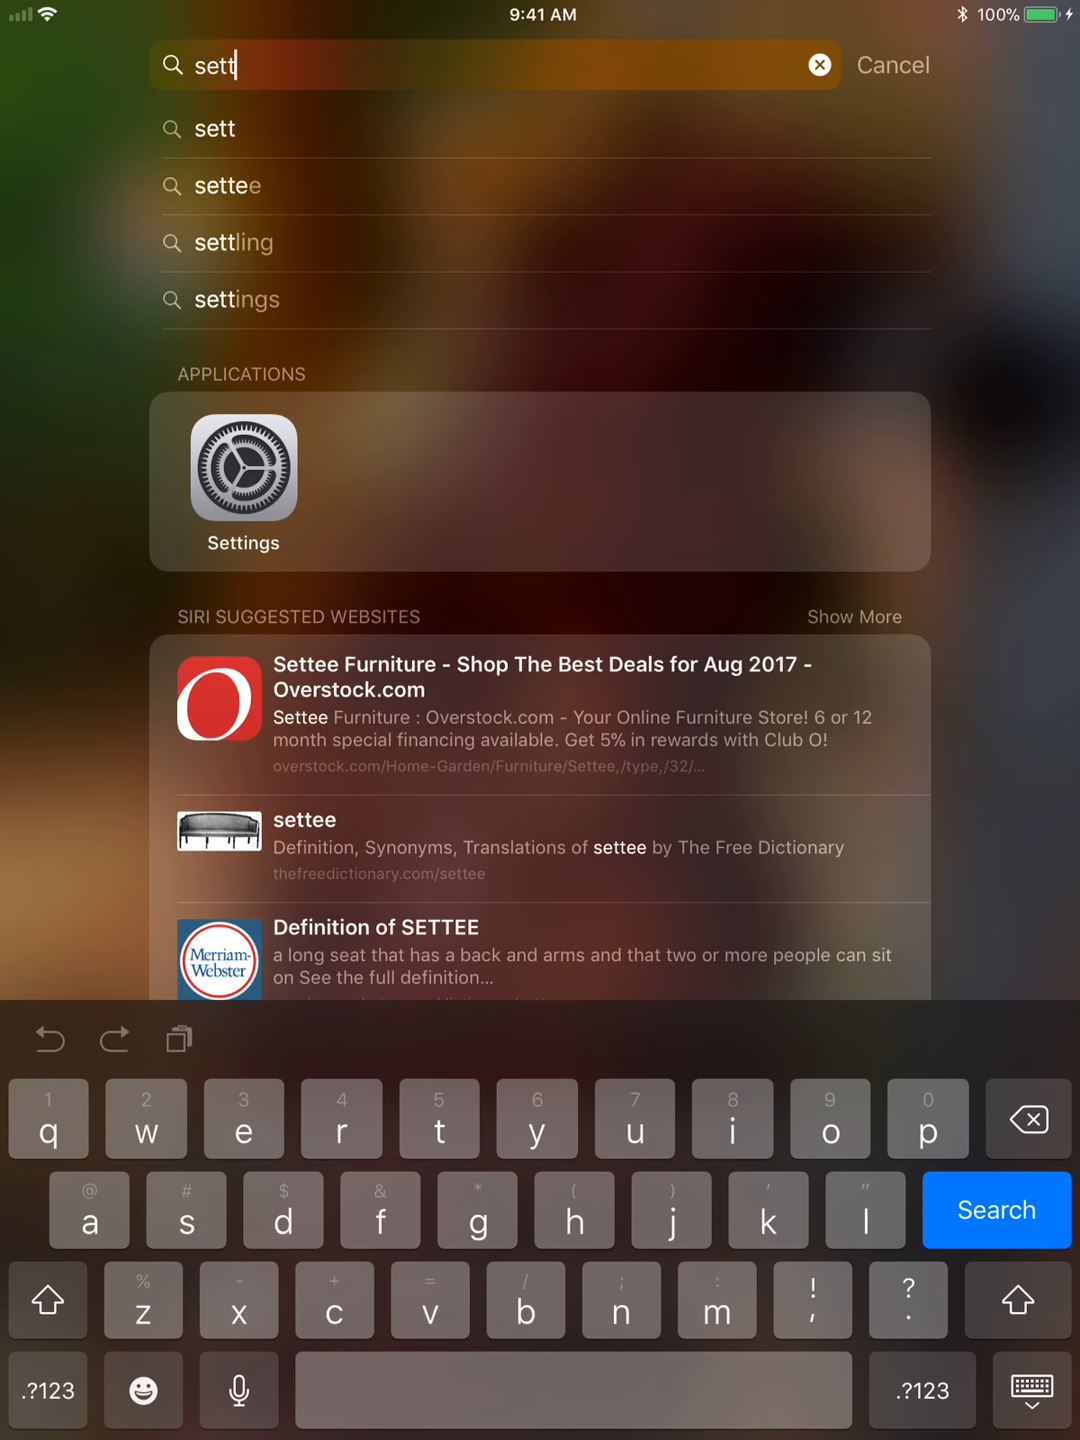 9:41 AM
100%
sett
Cancel
sett
settee
settling
settings
APPLICATIONS
Settings
SIRI SUGGESTED WEBSITES
Show More
Settee Furniture - Shop The Best Deals for Aug 2017 -
Overstock.com
Settee Furniture : Overstock.com - Your Online Furniture Store! 6 or 12
month special financing available. Get 5% in rewards with Club O!
overstock.com/Home-Garden/Furniture/Settee,/type,/32/...
settee
Definition, Synonyms, Translations of settee by The Free Dictionary
thefreedictionary.com/settee
Merriam-
Webster
Definition of SETTEE
a long seat that has a back and arms and that two or more people can sit
on See the full definition...
1 2 3 4 5 6 7 8 9 0
q w e r t y u i o p
@ # $ & * ( ) ' "
a s d f g h j k l
Search
% - + = / ; : ! ?
z x c v b n m , .
.?123
.?123